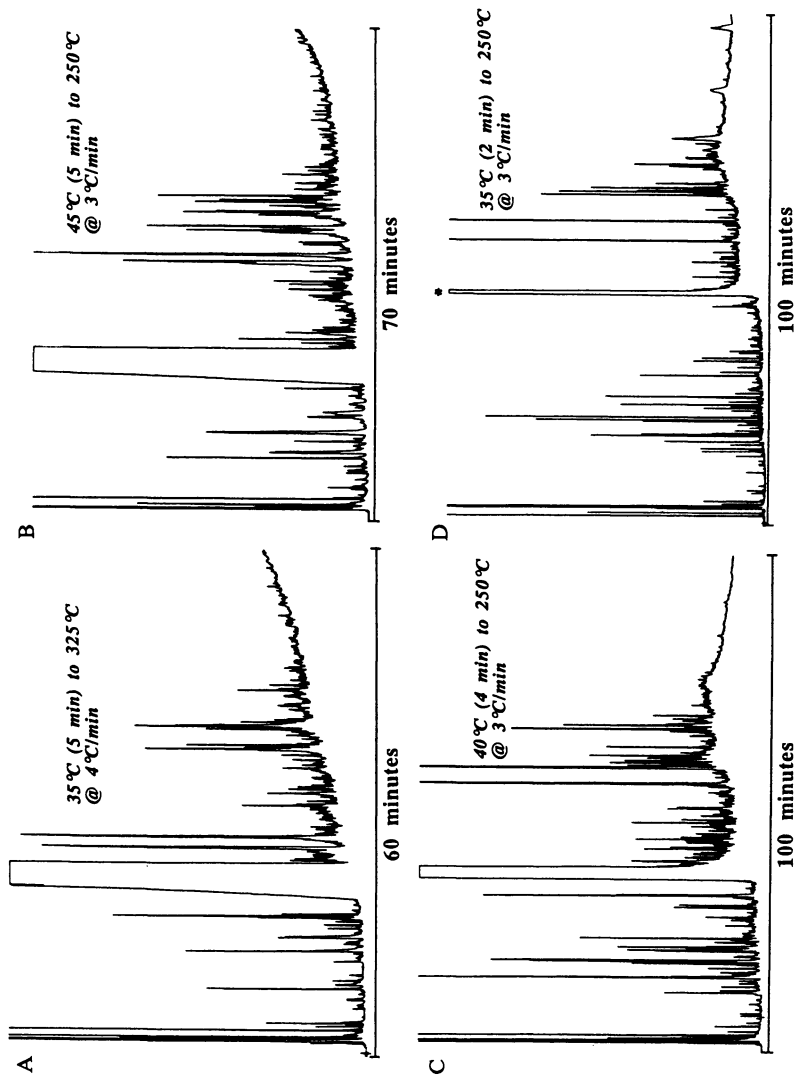 A
35°C (5 min) to 325°C
@ 4°C/min
60 minutes
B
45°C (5 min) to 250°C
@ 3°C/min
70 minutes
C
40°C (4 min) to 250°C
@ 3°C/min
100 minutes
D
35°C (2 min) to 250°C
@ 3°C/min
*
100 minutes